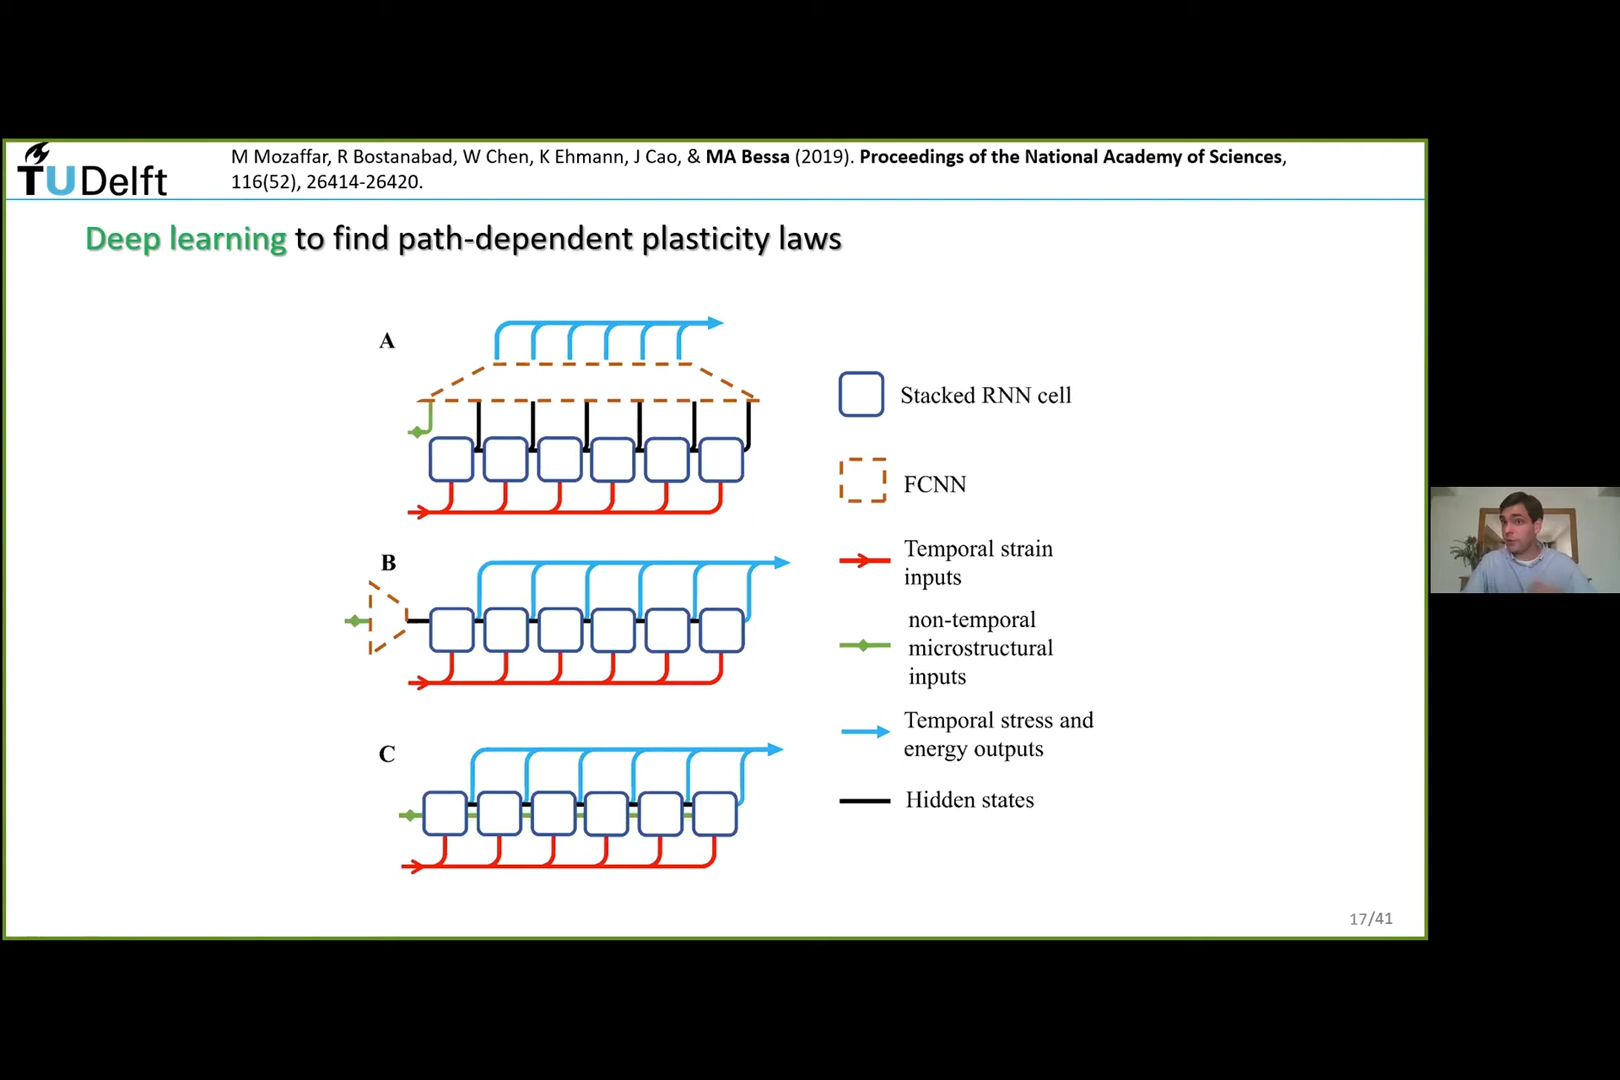 TU Delft
M Mozaffar, R Bostanabad, W Chen, K Ehmann, J Cao, & MA Bessa (2019). Proceedings of the National Academy of Sciences,
116(52), 26414-26420.
Deep learning to find path-dependent plasticity laws
A
B
C
Stacked RNN cell
FCNN
Temporal strain
inputs
non-temporal
microstructural
inputs
Temporal stress and
energy outputs
Hidden states
17/41